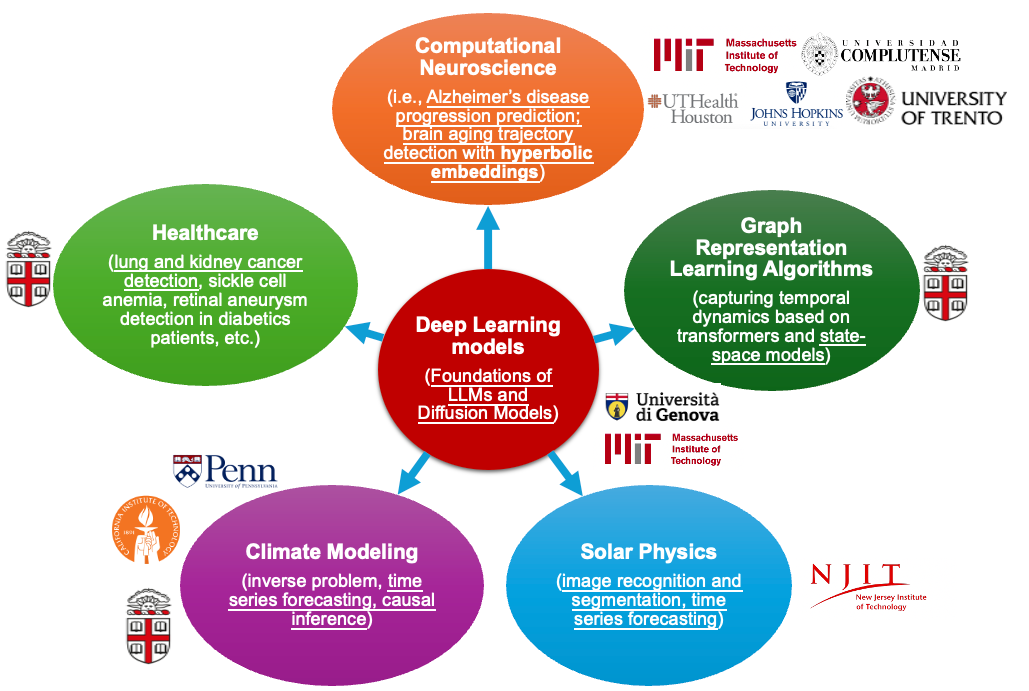 Computational
Neuroscience
(i.e., Alzheimer's disease
progression prediction;
brain aging trajectory
detection with hyperbolic
embeddings)
MIT
Massachusetts
Institute of
Technology
UNIVERSIDAD
COMPLUTENSE
MADRID
UTHealth
Houston
JOHNS HOPKINS
UNIVERSITY
UNIVERSITY
OF TRENTO
Healthcare
(lung and kidney cancer
detection, sickle cell
anemia, retinal aneurysm
detection in diabetics
patients, etc.)
Graph
Representation
Learning Algorithms
(capturing temporal
dynamics based on
transformers and state-
space models)
Deep Learning
models
(Foundations of
LLMs and
Diffusion Models)
Università
di Genova
MIT
Massachusetts
Institute of
Technology
Penn
UNIVERSITY of PENNSYLVANIA
CALIFORNIA INSTITUTE OF TECHNOLOGY
Climate Modeling
(inverse problem, time
series forecasting, causal
inference)
Solar Physics
(image recognition and
segmentation, time
series forecasting)
NJIT
New Jersey Institute
of Technology